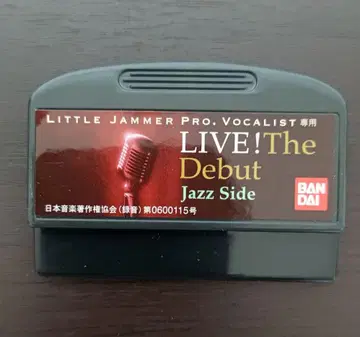 LITTLE JAMMER PRO. VOCALIST専用
LIVE! The
Debut
Jazz Side
BAN
DAI
日本音楽著作権協会(録音)第0600115号